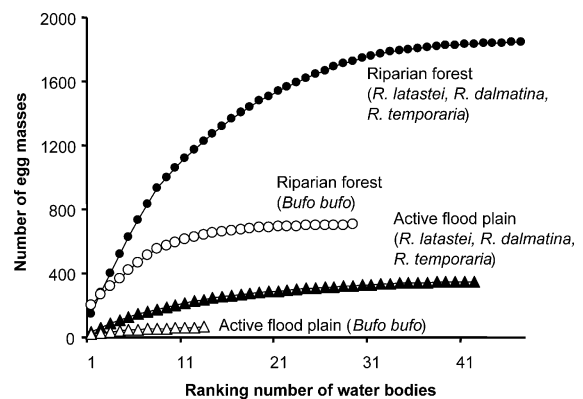 2000
1600
1200
800
400
0
Number of egg masses
Riparian forest
(R. latastei, R. dalmatina,
R. temporaria)
Riparian forest
(Bufo bufo)
Active flood plain
(R. latastei, R. dalmatina,
R. temporaria)
Active flood plain (Bufo bufo)
1 11 21 31 41
Ranking number of water bodies